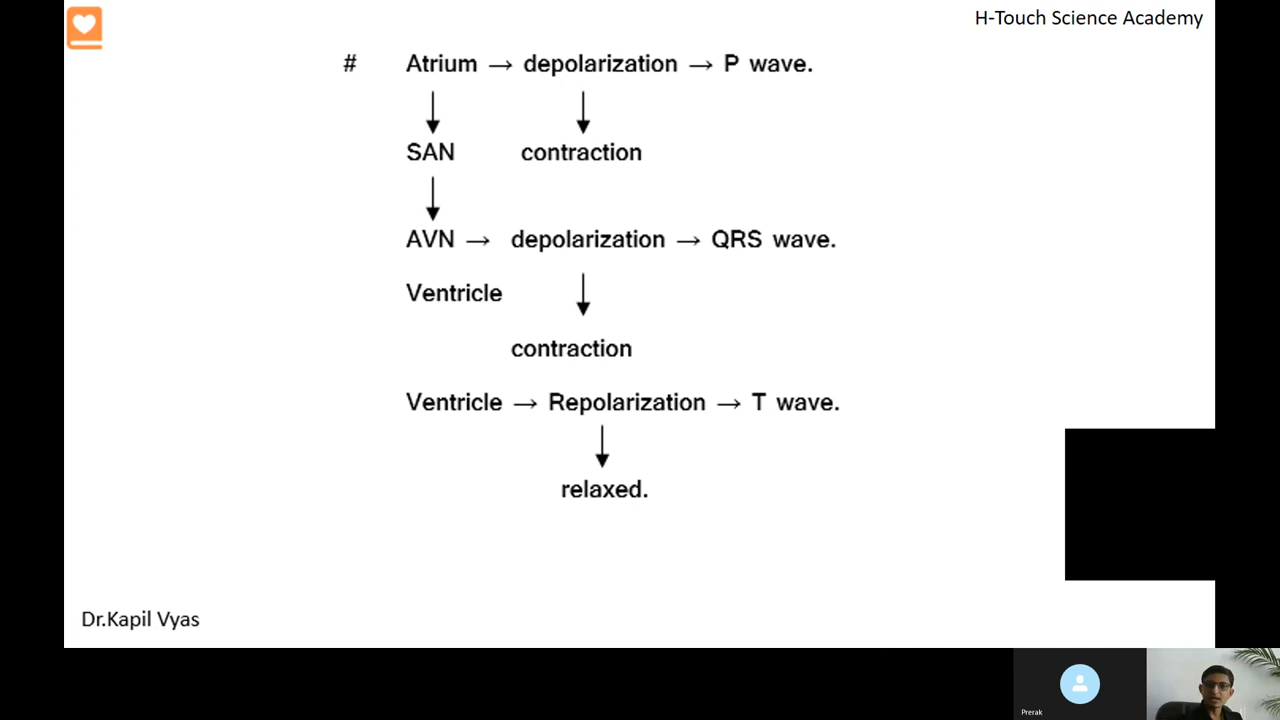 H-Touch Science Academy
# Atrium → depolarization → P wave.
↓ ↓
SAN contraction
↓
AVN → depolarization → QRS wave.
Ventricle ↓
contraction
Ventricle → Repolarization → T wave.
↓
relaxed.
Dr.Kapil Vyas
Prerak